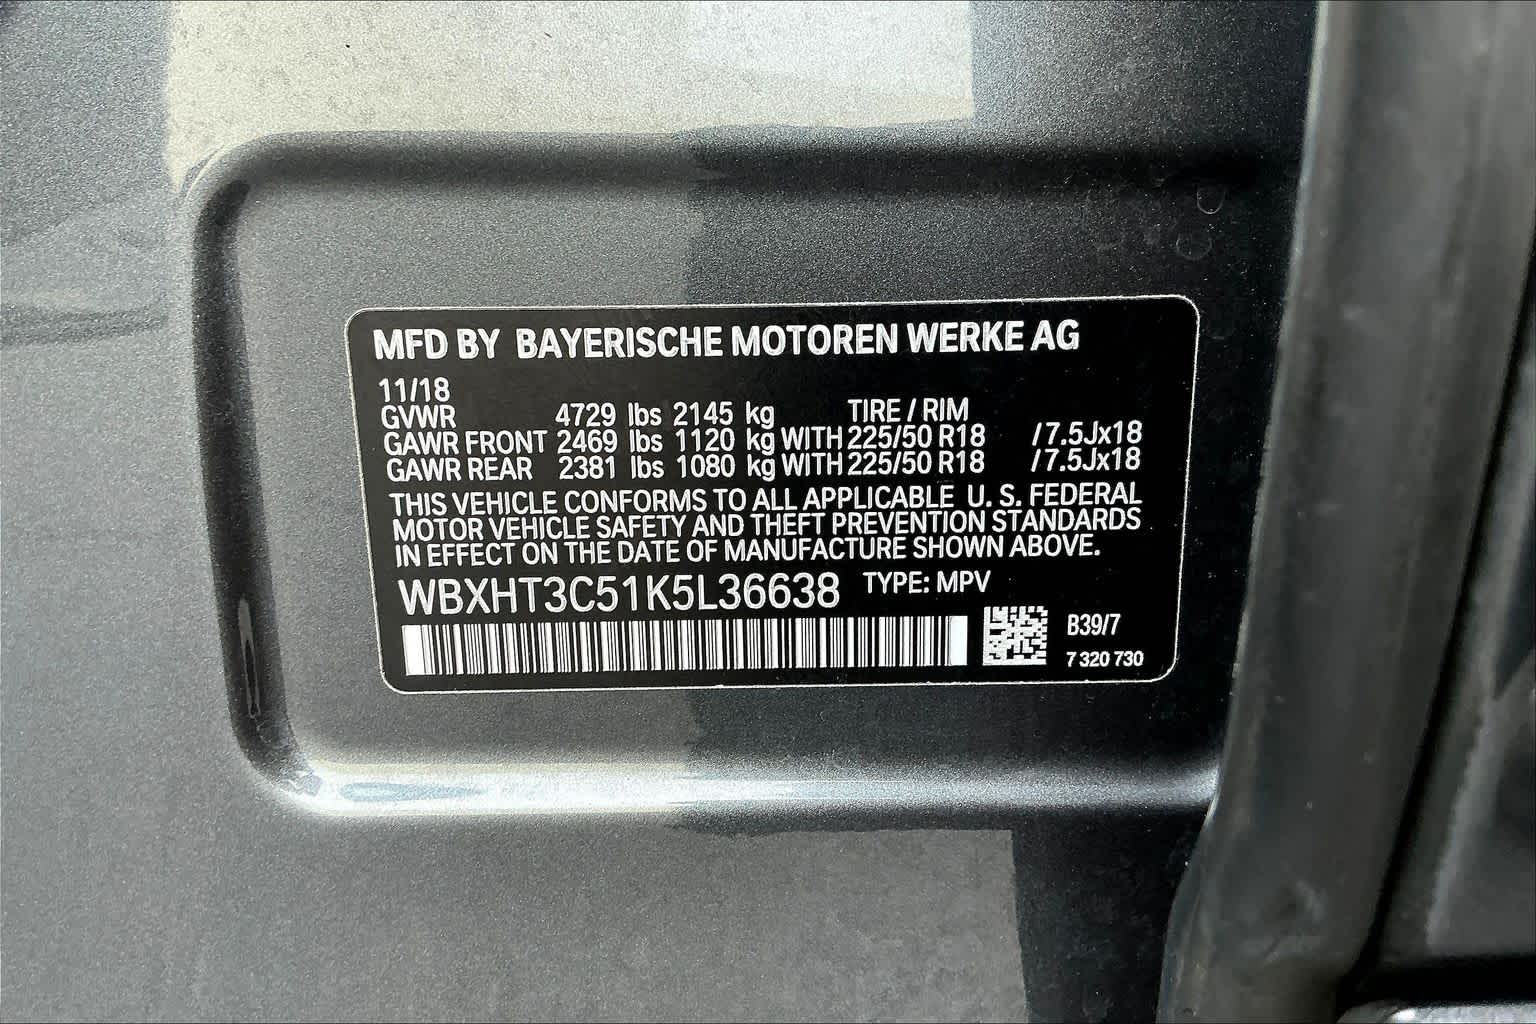 MFD BY BAYERISCHE MOTOREN WERKE AG
11/18
GVWR 4729 lbs 2145 kg TIRE / RIM
GAWR FRONT 2469 lbs 1120 kg WITH 225/50 R18 /7.5Jx18
GAWR REAR 2381 lbs 1080 kg WITH 225/50 R18 /7.5Jx18
THIS VEHICLE CONFORMS TO ALL APPLICABLE U. S. FEDERAL
MOTOR VEHICLE SAFETY AND THEFT PREVENTION STANDARDS
IN EFFECT ON THE DATE OF MANUFACTURE SHOWN ABOVE.
WBXHT3C51K5L36638 TYPE: MPV
B39/7
7 320 730